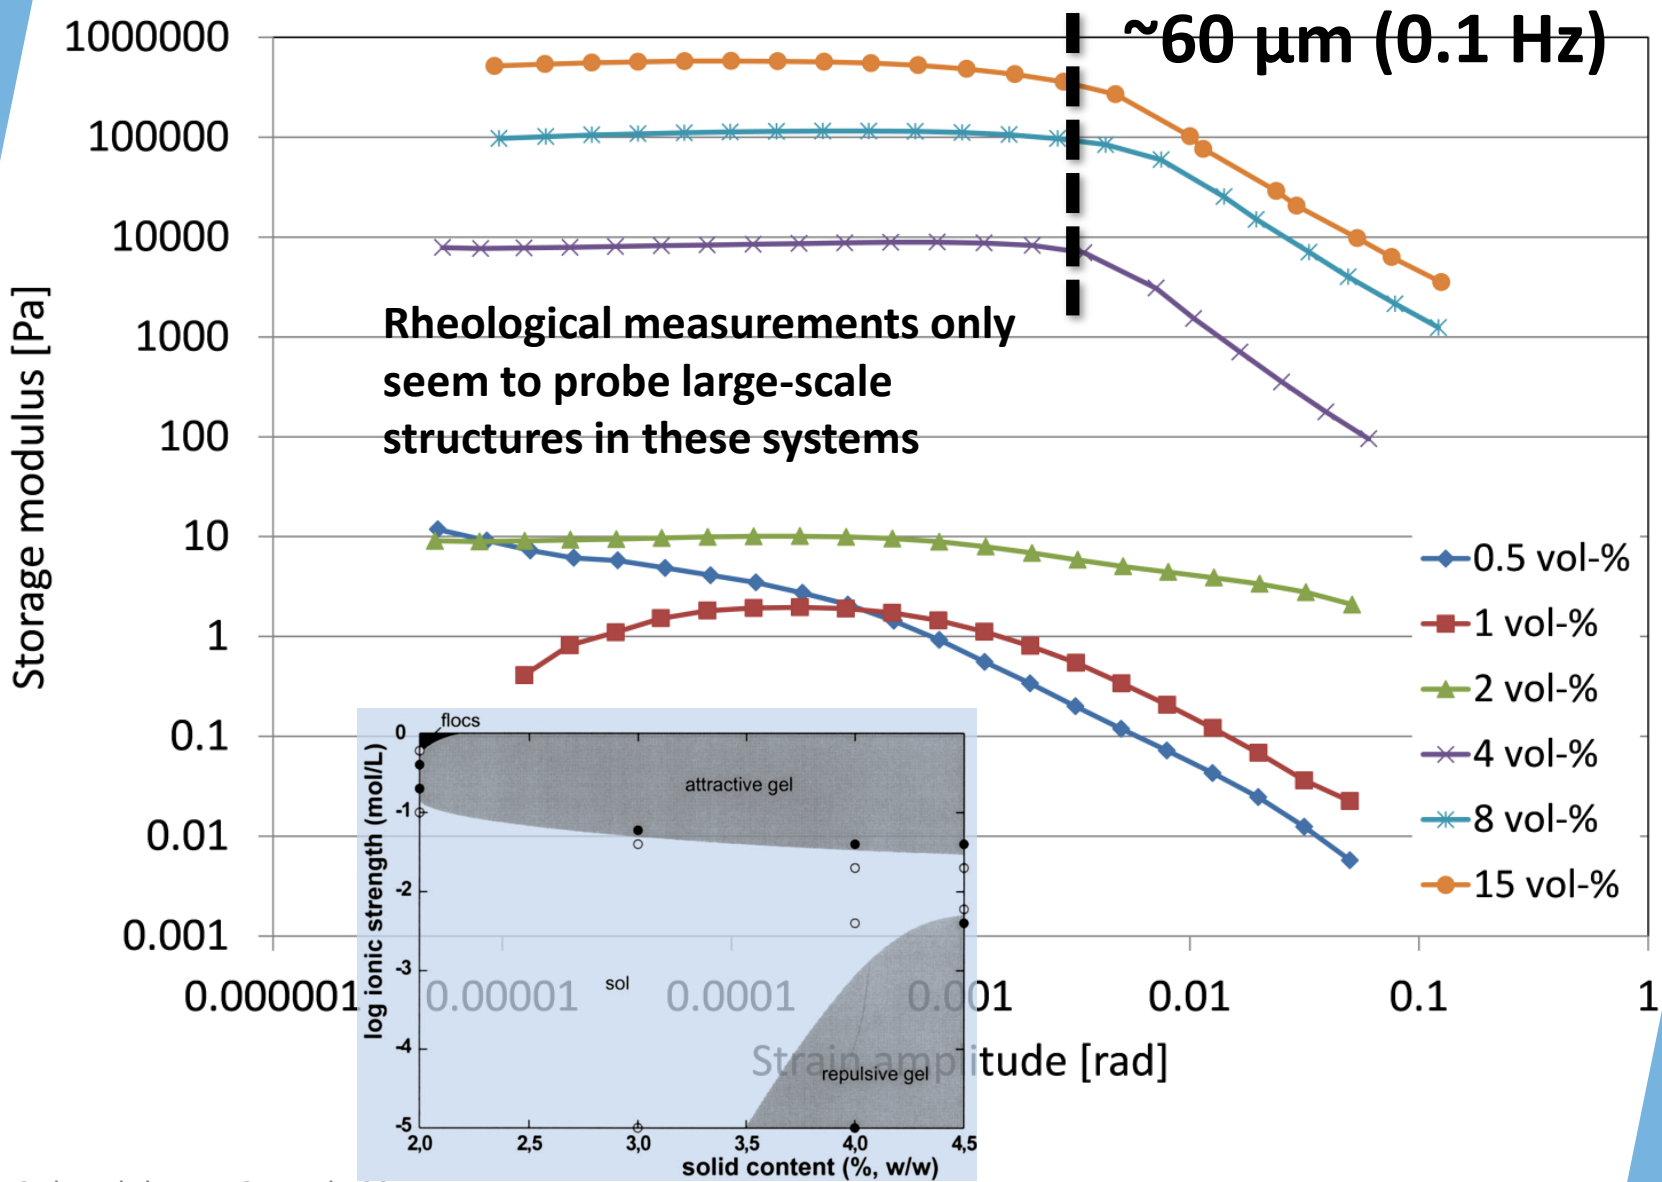 ~60 µm (0.1 Hz)
1000000
100000
10000
1000
100
10
1
0.1
0.01
0.001
Storage modulus [Pa]
Rheological measurements only
seem to probe large-scale
structures in these systems
0.5 vol-%
1 vol-%
2 vol-%
4 vol-%
8 vol-%
15 vol-%
0.000001 0.00001 0.0001 0.001 0.01 0.1 1
Strain amplitude [rad]
flocs
attractive gel
sol
repulsive gel
log ionic strength (mol/L)
0
-1
-2
-3
-4
-5
2,0 2,5 3,0 3,5 4,0 4,5
solid content (%, w/w)